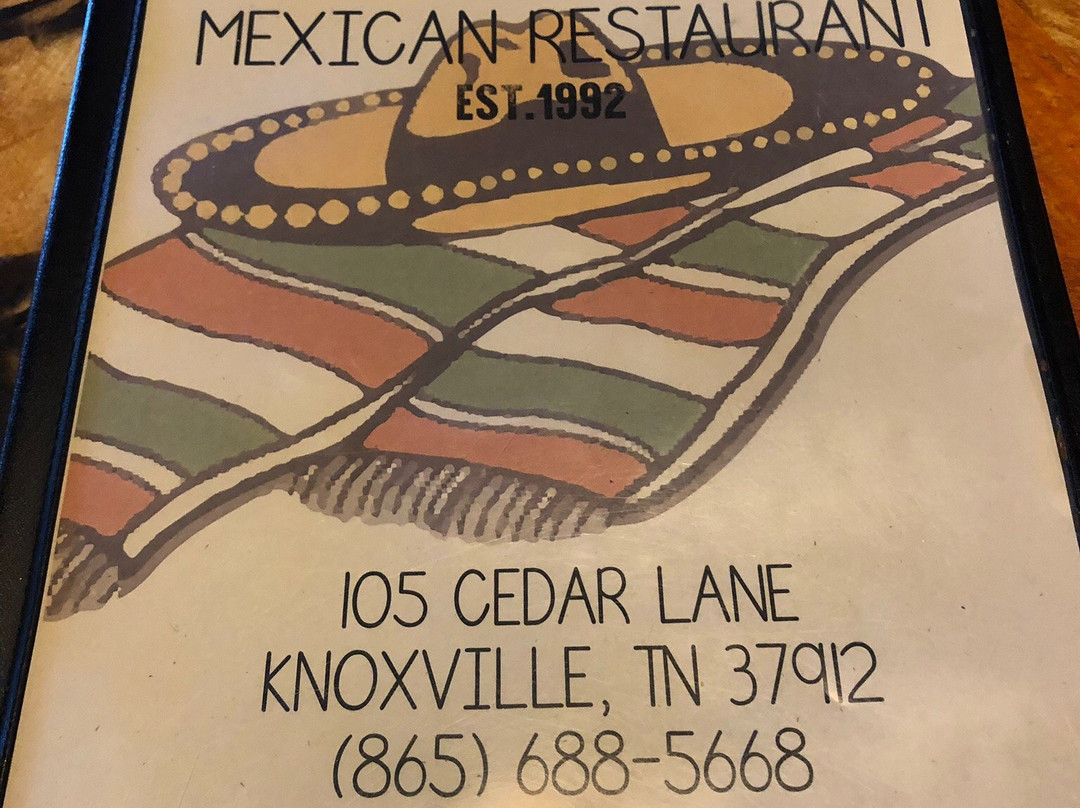 MEXICAN RESTAURANT
EST. 1992
105 CEDAR LANE
KNOXVILLE, TN 37912
(865) 688-5668